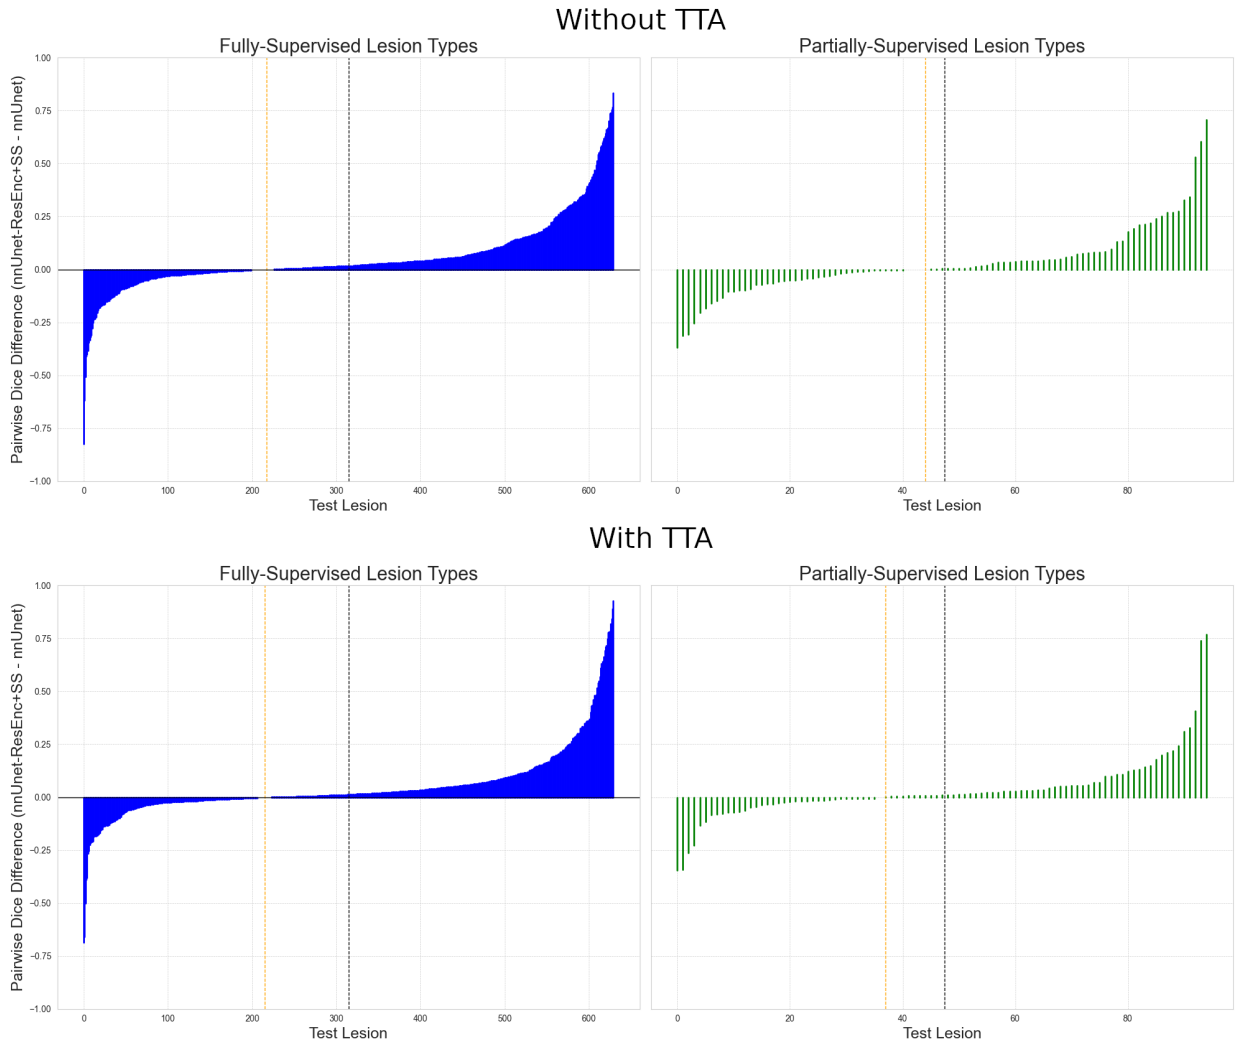 Without TTA
Fully-Supervised Lesion Types
Partially-Supervised Lesion Types
Pairwise Dice Difference (nnUnet-ResEnc+SS - nnUnet)
1.00
0.75
0.50
0.25
0.00
−0.25
−0.50
−0.75
−1.00
0 100 200 300 400 500 600
0 20 40 60 80
Test Lesion
Test Lesion
With TTA
Fully-Supervised Lesion Types
Partially-Supervised Lesion Types
Pairwise Dice Difference (nnUnet-ResEnc+SS - nnUnet)
1.00
0.75
0.50
0.25
0.00
−0.25
−0.50
−0.75
−1.00
0 100 200 300 400 500 600
0 20 40 60 80
Test Lesion
Test Lesion